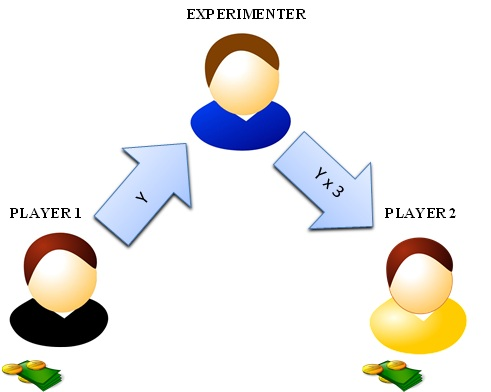 EXPERIMENTER
Y
Y x 3
PLAYER 1
PLAYER 2